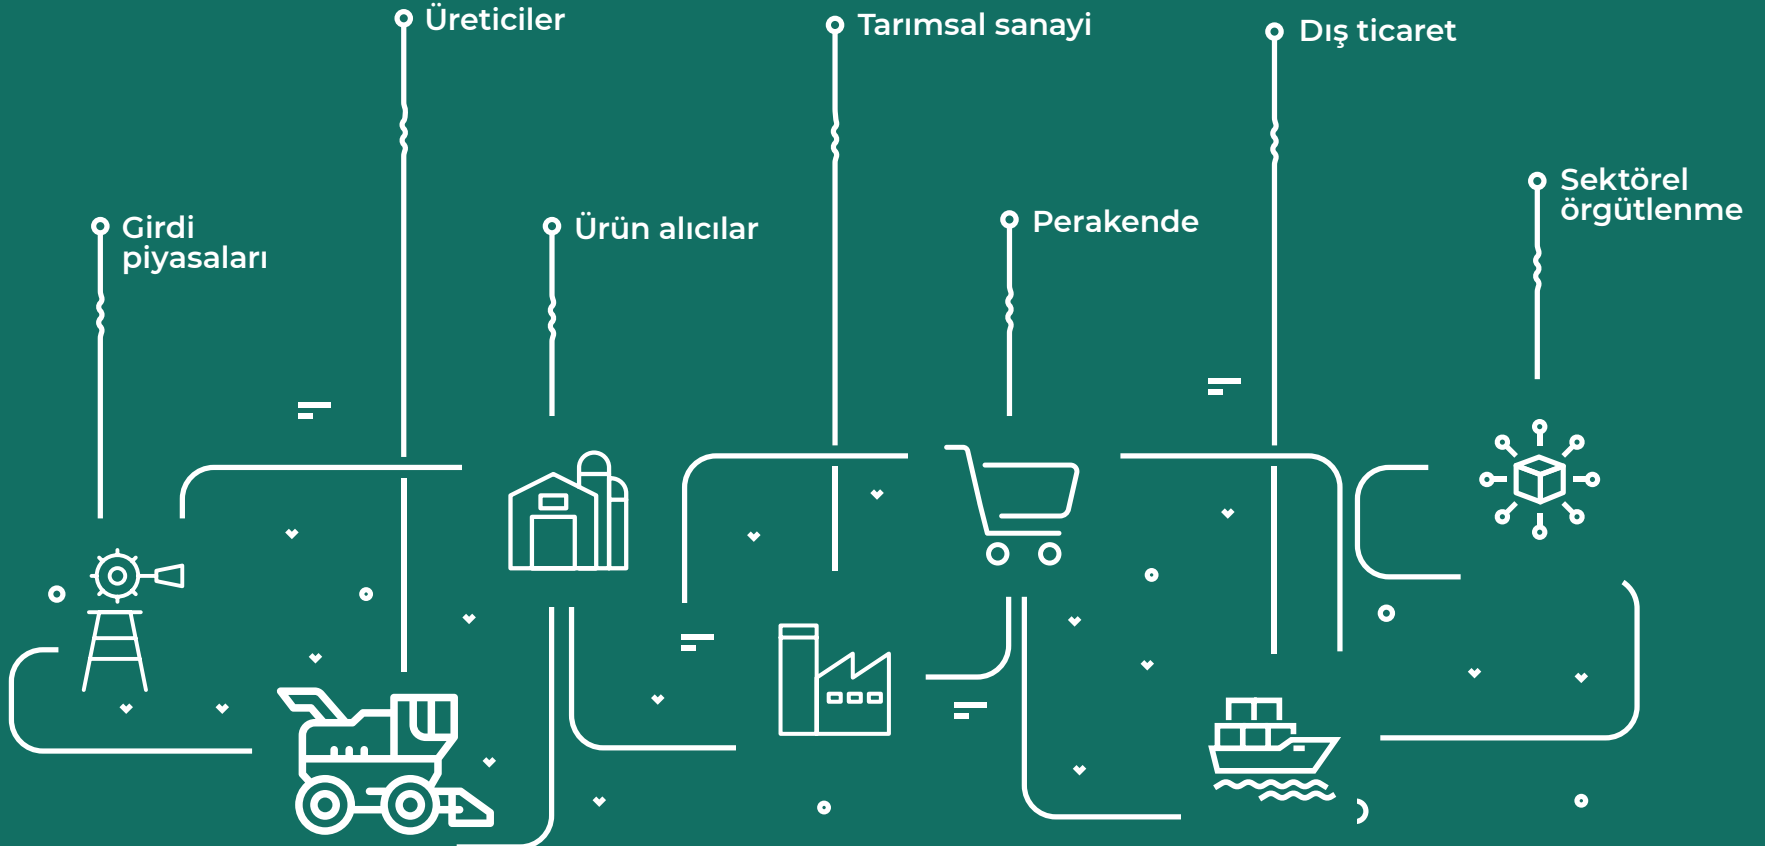 Üreticiler
Tarımsal sanayi
Dış ticaret
Girdi
piyasaları
Ürün alıcılar
Perakende
Sektörel
örgütlenme